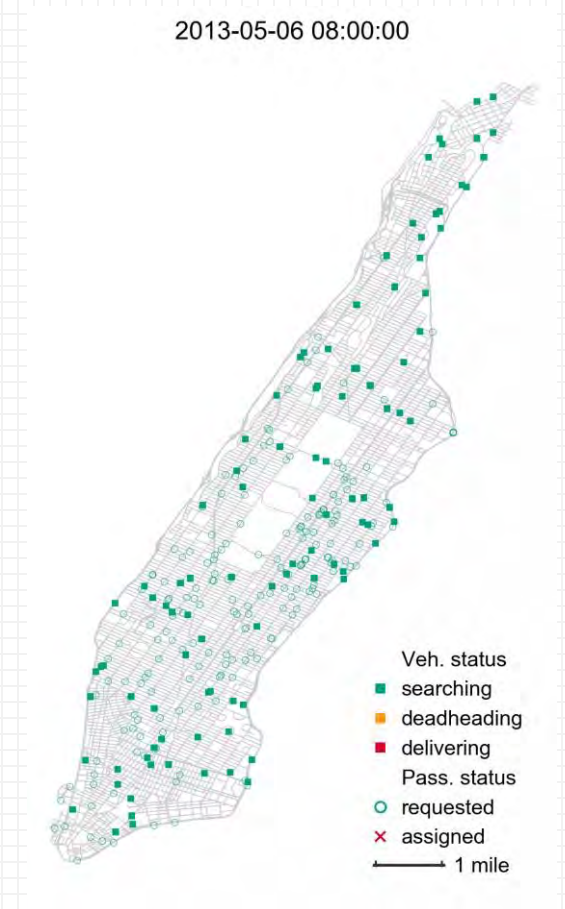 2013-05-06 08:00:00
Veh. status
searching
deadheading
delivering
Pass. status
requested
assigned
1 mile